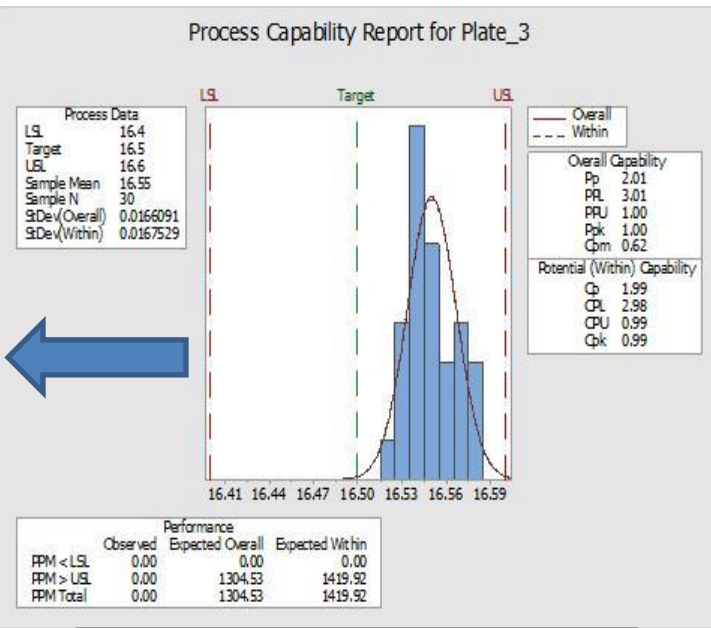 Process Capability Report for Plate_3
LSL Target USL
Process Data
LSL 16.4
Target 16.5
USL 16.6
Sample Mean 16.55
Sample N 30
StDev(Overall) 0.0166091
StDev(Within) 0.0167529
Overall
Within
Overall Capability
Pp 2.01
PPL 3.01
PPU 1.00
Ppk 1.00
Cpm 0.62
Potential (Within) Capability
Cp 1.99
CPL 2.98
CPU 0.99
Cpk 0.99
16.41 16.44 16.47 16.50 16.53 16.56 16.59
Performance
Observed Expected Overall Expected Within
PPM < LSL 0.00 0.00 0.00
PPM > USL 0.00 1304.53 1419.92
PPM Total 0.00 1304.53 1419.92